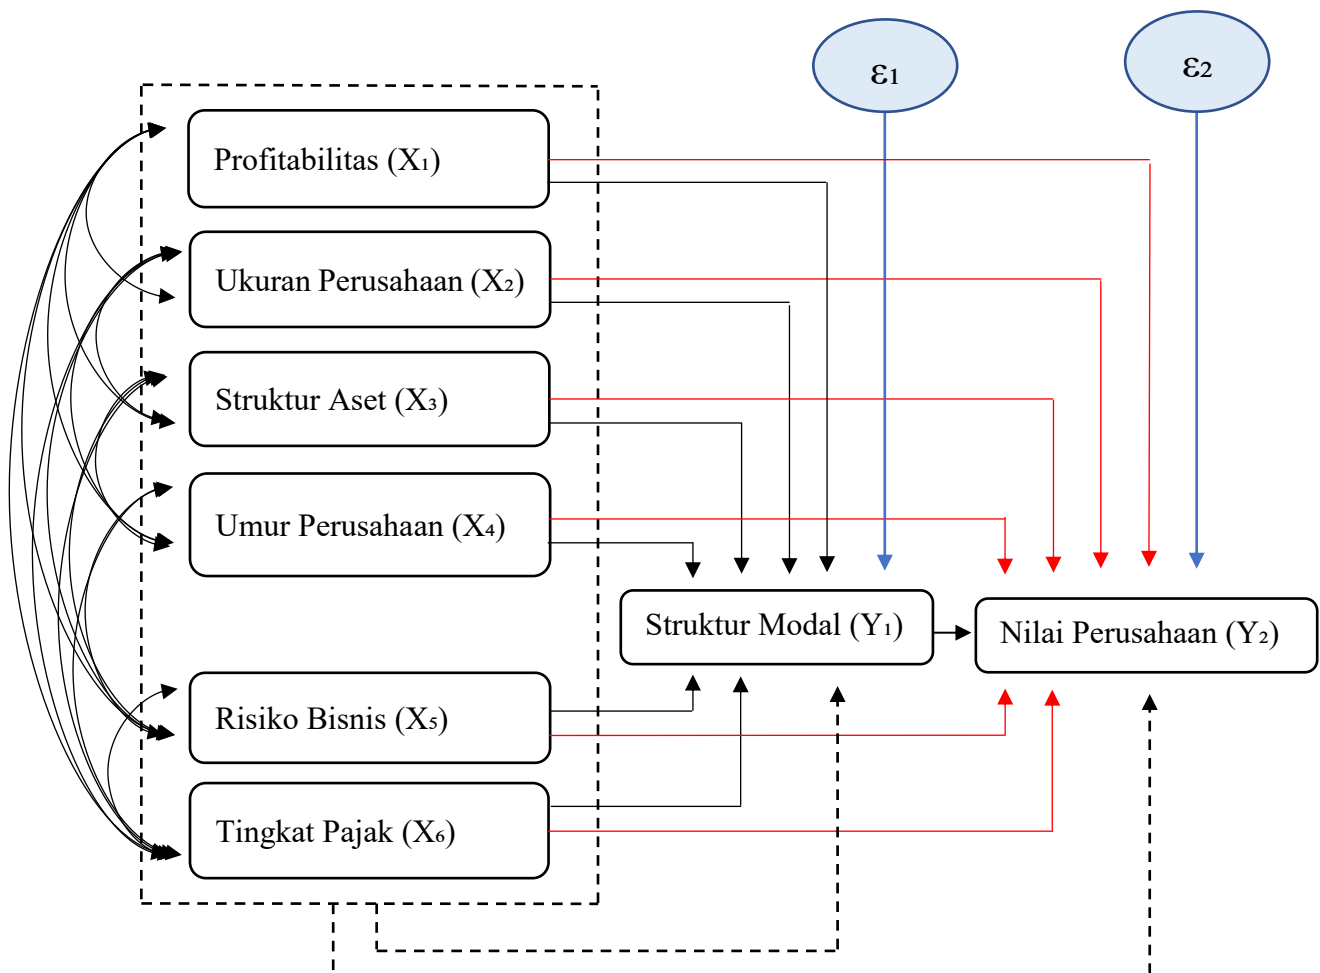 ε1
ε2
Profitabilitas (X₁)
Ukuran Perusahaan (X₂)
Struktur Aset (X₃)
Umur Perusahaan (X₄)
Struktur Modal (Y₁)
Nilai Perusahaan (Y₂)
Risiko Bisnis (X₅)
Tingkat Pajak (X₆)